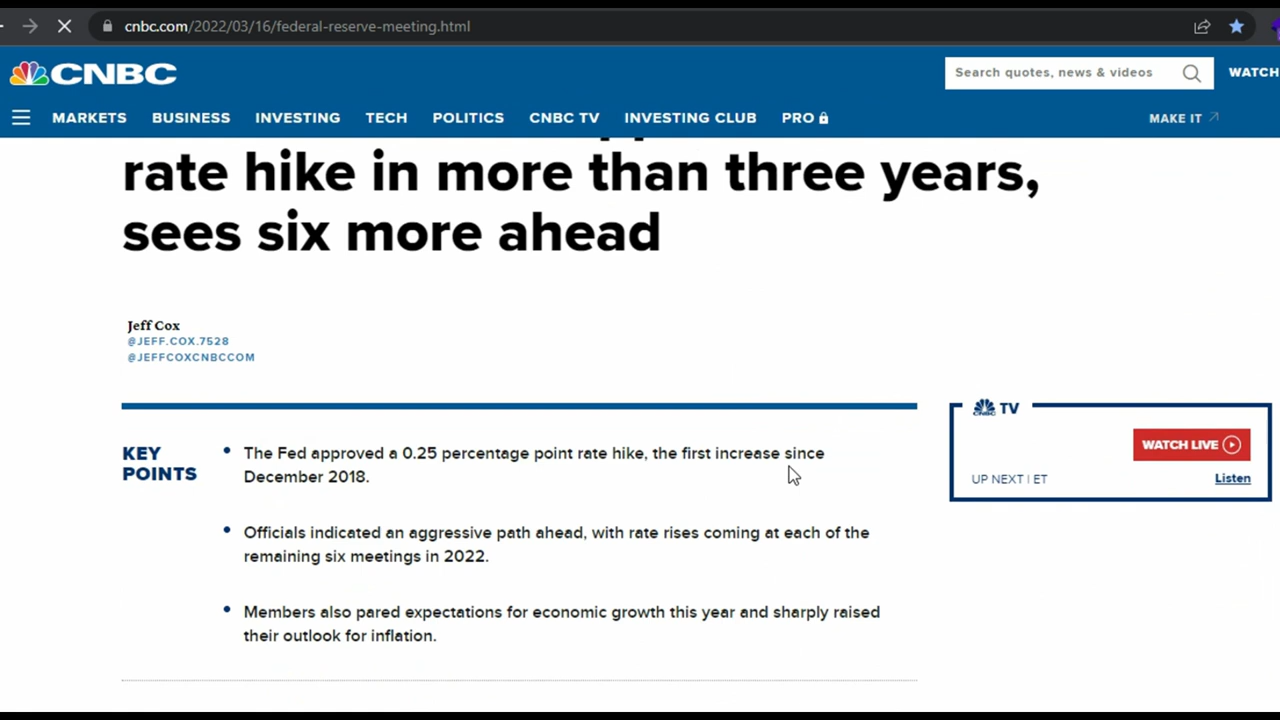 cnbc.com/2022/03/16/federal-reserve-meeting.html
CNBC
Search quotes, news & videos
WATCH
MARKETS BUSINESS INVESTING TECH POLITICS CNBC TV INVESTING CLUB PRO
MAKE IT
rate hike in more than three years,
sees six more ahead
Jeff Cox
@JEFF.COX.7528
@JEFFCOXCNBCCOM
KEY
POINTS
The Fed approved a 0.25 percentage point rate hike, the first increase since
December 2018.
Officials indicated an aggressive path ahead, with rate rises coming at each of the
remaining six meetings in 2022.
Members also pared expectations for economic growth this year and sharply raised
their outlook for inflation.
CNBC TV
WATCH LIVE
UP NEXT | ET
Listen